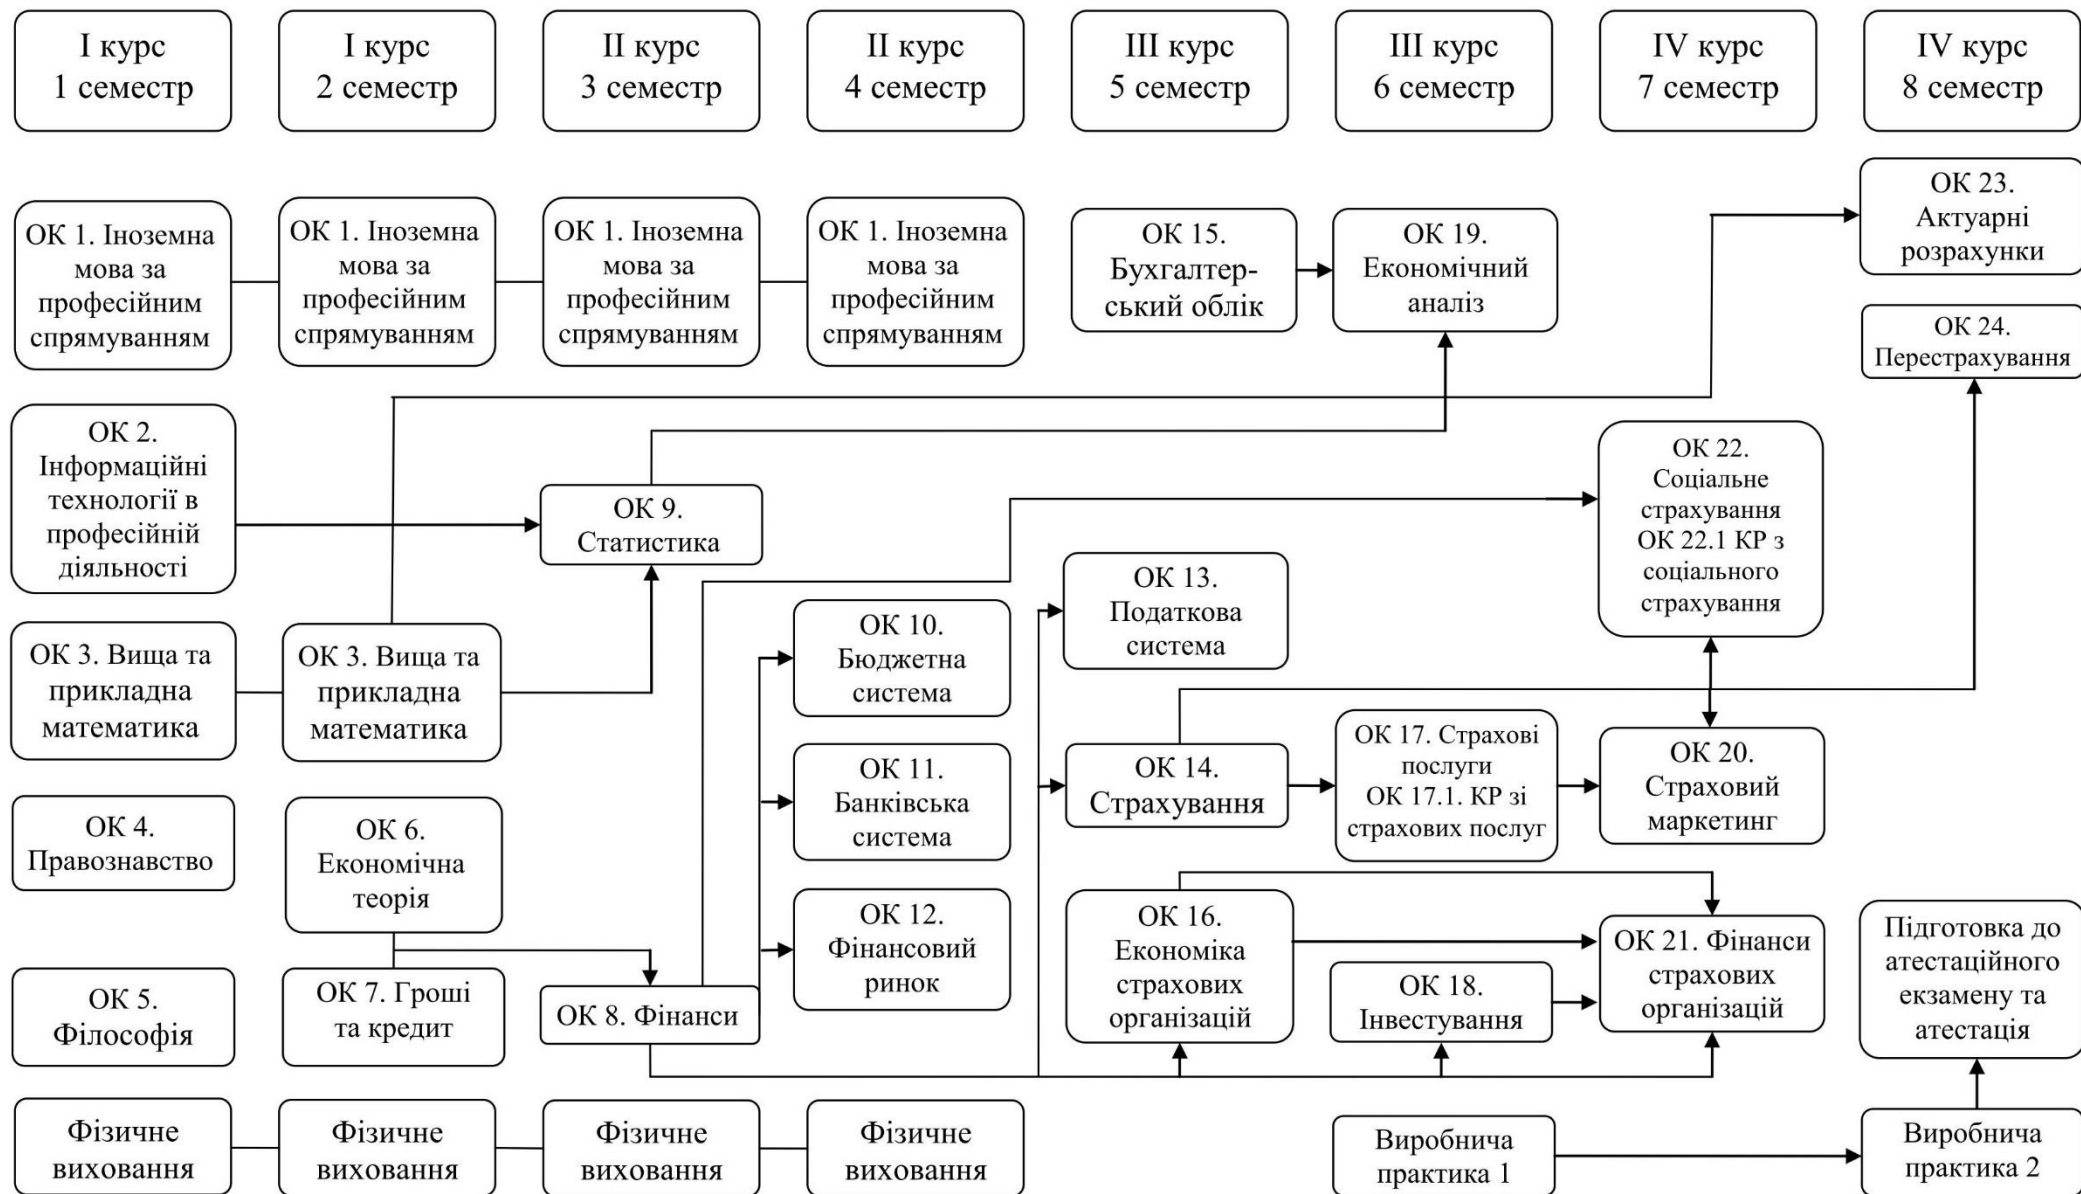 І курс
1 семестр
І курс
2 семестр
ІІ курс
3 семестр
ІІ курс
4 семестр
ІІІ курс
5 семестр
ІІІ курс
6 семестр
IV курс
7 семестр
IV курс
8 семестр
ОК 1. Іноземна
мова за
професійним
спрямуванням
ОК 1. Іноземна
мова за
професійним
спрямуванням
ОК 1. Іноземна
мова за
професійним
спрямуванням
ОК 1. Іноземна
мова за
професійним
спрямуванням
ОК 15.
Бухгалтер-
ський облік
ОК 19.
Економічний
аналіз
ОК 23.
Актуарні
розрахунки
ОК 24.
Перестрахування
ОК 2.
Інформаційні
технології в
професійній
діяльності
ОК 9.
Статистика
ОК 22.
Соціальне
страхування
ОК 22.1 КР з
соціального
страхування
ОК 13.
Податкова
система
ОК 10.
Бюджетна
система
ОК 3. Вища та
прикладна
математика
ОК 3. Вища та
прикладна
математика
ОК 11.
Банківська
система
ОК 14.
Страхування
ОК 17. Страхові
послуги
ОК 17.1. КР зі
страхових послуг
ОК 20.
Страховий
маркетинг
ОК 4.
Правознавство
ОК 6.
Економічна
теорія
ОК 12.
Фінансовий
ринок
ОК 16.
Економіка
страхових
організацій
ОК 21. Фінанси
страхових
організацій
Підготовка до
атестаційного
екзамену та
атестація
ОК 5.
Філософія
ОК 7. Гроші
та кредит
ОК 8. Фінанси
ОК 18.
Інвестування
Фізичне
виховання
Фізичне
виховання
Фізичне
виховання
Фізичне
виховання
Виробнича
практика 1
Виробнича
практика 2